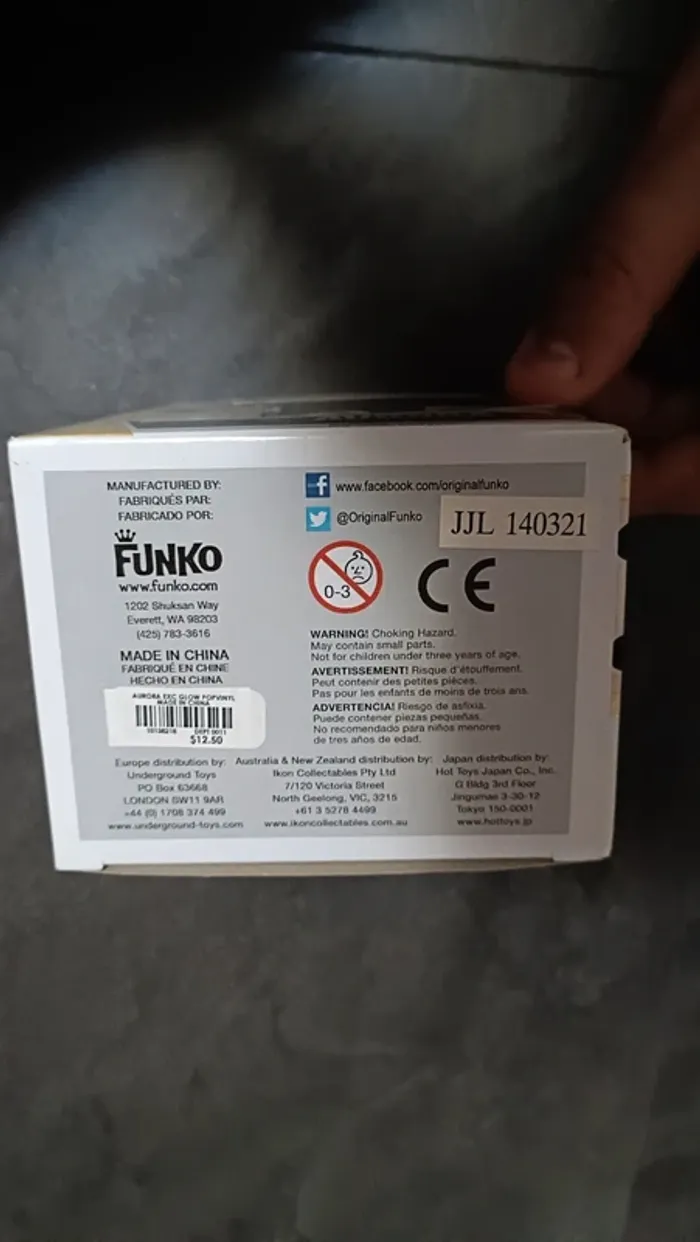 MANUFACTURED BY:
FABRIQUÉS PAR:
FABRICADO POR:
FUNKO
www.funko.com
1202 Shuksan Way
Everett, WA 98203
(425) 783-3616
MADE IN CHINA
FABRIQUÉ EN CHINE
HECHO EN CHINA
AURORA EXC GLOW POPVINYL
MADE IN CHINA
10138218 DEPT 0011
$12.50
f www.facebook.com/originalfunko
@OriginalFunko
JJL 140321
0-3
CE
WARNING! Choking Hazard.
May contain small parts.
Not for children under three years of age.
AVERTISSEMENT! Risque d'étouffement.
Peut contenir des petites pièces.
Pas pour les enfants de moins de trois ans.
ADVERTENCIA! Riesgo de asfixia.
Puede contener piezas pequeñas.
No recomendado para niños menores
de tres años de edad.
Europe distribution by:
Underground Toys
PO Box 63668
LONDON SW11 9AR
+44 (0) 1708 374 499
www.underground-toys.com
Australia & New Zealand distribution by:
Ikon Collectables Pty Ltd
7/120 Victoria Street
North Geelong, VIC, 3215
+61 3 5278 4499
www.ikoncollectables.com.au
Japan distribution by:
Hot Toys Japan Co., Inc.
G Bldg 3rd Floor
Jingumae 3-30-12
Tokyo 150-0001
www.hottoys.jp